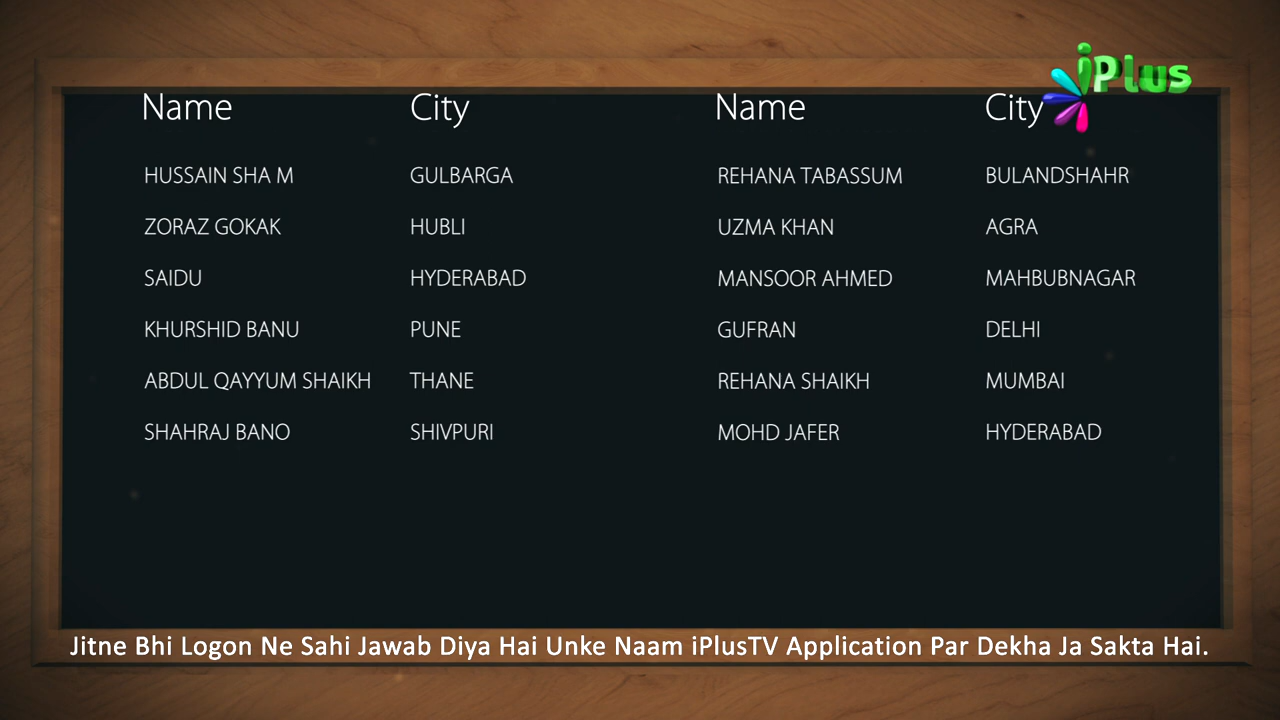 iPlus
Name City Name City
HUSSAIN SHA M GULBARGA REHANA TABASSUM BULANDSHAHR
ZORAZ GOKAK HUBLI UZMA KHAN AGRA
SAIDU HYDERABAD MANSOOR AHMED MAHBUBNAGAR
KHURSHID BANU PUNE GUFRAN DELHI
ABDUL QAYYUM SHAIKH THANE REHANA SHAIKH MUMBAI
SHAHRAJ BANO SHIVPURI MOHD JAFER HYDERABAD
Jitne Bhi Logon Ne Sahi Jawab Diya Hai Unke Naam iPlusTV Application Par Dekha Ja Sakta Hai.